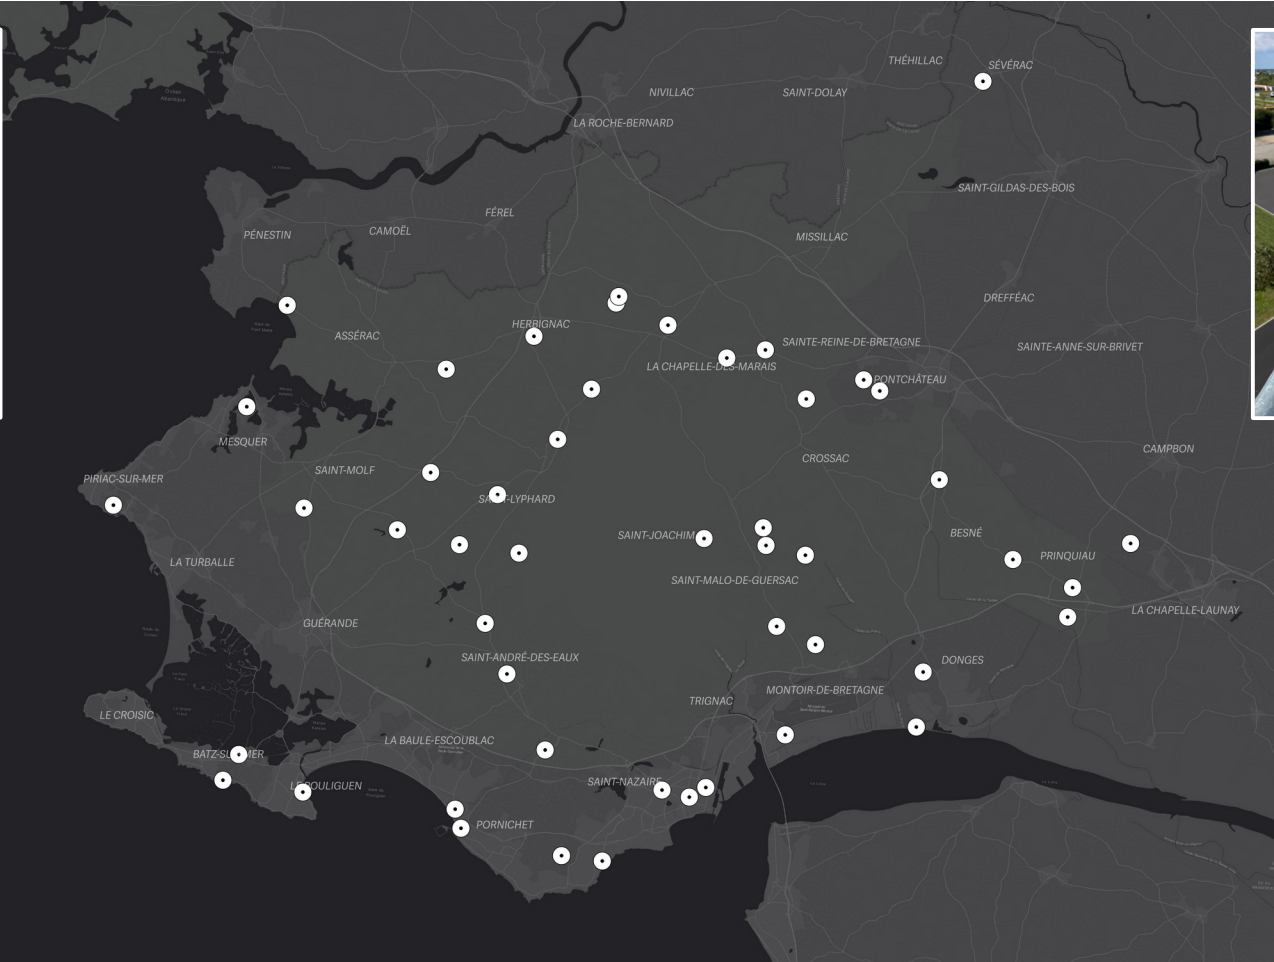 THÉHILLAC
SÉVÉRAC
NIVILLAC
SAINT-DOLAY
LA ROCHE-BERNARD
SAINT-GILDAS-DES-BOIS
FÉREL
CAMOËL
PÉNESTIN
MISSILLAC
DREFFÉAC
HERBIGNAC
ASSÉRAC
SAINTE-REINE-DE-BRETAGNE
SAINTE-ANNE-SUR-BRIVET
LA CHAPELLE-DES-MARAIS
PONTCHÂTEAU
MESQUER
CAMPBON
CROSSAC
SAINT-MOLF
PIRIAC-SUR-MER
SAINT-LYPHARD
SAINT-JOACHIM
BESNÉ
PRINQUIAU
LA TURBALLE
SAINT-MALO-DE-GUERSAC
LA CHAPELLE-LAUNAY
GUÉRANDE
SAINT-ANDRÉ-DES-EAUX
DONGES
MONTOIR-DE-BRETAGNE
TRIGNAC
LE CROISIC
LA BAULE-ESCOUBLAC
BATZ-SUR-MER
SAINT-NAZAIRE
LE POULIGUEN
PORNICHET